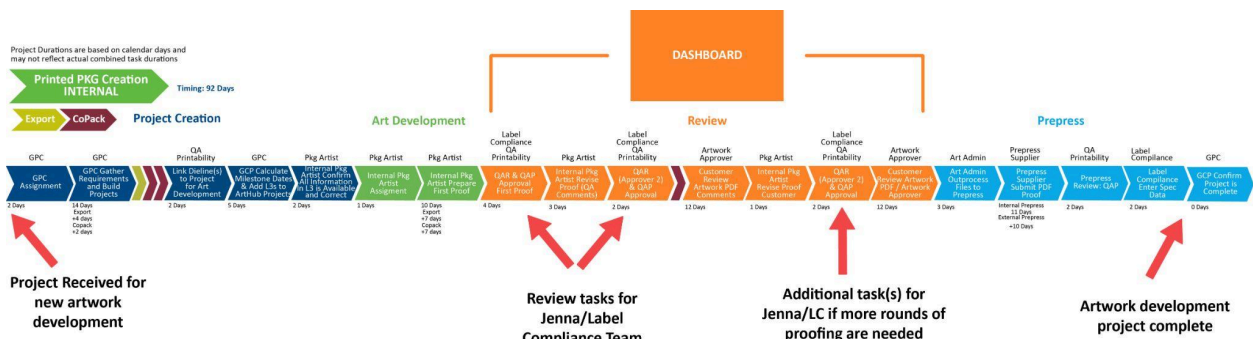 Project Durations are based on calendar days and
may not reflect actual combined task durations
Printed PKG Creation
INTERNAL
Timing: 92 Days
Export
CoPack
Project Creation
Art Development
DASHBOARD
Review
Prepress
GPC
GPC
Assignment
2 Days
GPC
GPC Gather
Requirements
and Build
Projects
14 Days
Export
+4 days
Copack
+2 days
QA
Printability
Link Dieline(s)
to Project
for Art
Development
2 Days
GPC
GCP Calculate
Milestone Dates
& Add L3s to
ArtHub Projects
5 Days
Pkg Artist
Internal Pkg
Artist Confirm
All Information
In L3 is Available
and Correct
2 Days
Pkg Artist
Internal Pkg
Artist
Assignment
1 Days
Pkg Artist
Internal Pkg
Artist Prepare
First Proof
10 Days
Export
+7 days
Copack
+7 days
Label
Compliance
QA
Printability
QAR & QAP
Approval
First Proof
4 Days
Pkg Artist
Internal Pkg
Artist Revise
Proof (QA
Comments)
3 Days
Label
Compliance
QA
Printability
QAR
(Approver 2)
& QAP
Approval
2 Days
Artwork
Approver
Customer
Review
Artwork PDF
Comments
12 Days
Pkg Artist
Internal Pkg
Artist
Revise Proof
Customer
1 Days
Label
Compliance
QA
Printability
QAR
(Approver 2)
& QAP
Approval
2 Days
Artwork
Approver
Customer
Review Artwork
PDF / Artwork
Approver
12 Days
Art Admin
Art Admin
Outprocess
Files to
Prepress
3 Days
Prepress
Supplier
Prepress
Supplier
Submit PDF
Proof
Internal Prepress
11 Days
External Prepress
+10 Days
QA
Printability
Prepress
Review: QAP
2 Days
Label
Compilance
Label
Compilance
Enter Spec
Data
2 Days
GPC
GCP Confirm
Project is
Complete
0 Days
Project Received for
new artwork
development
Review tasks for
Jenna/Label
Compliance Team
Additional task(s) for
Jenna/LC if more rounds of
proofing are needed
Artwork development
project complete